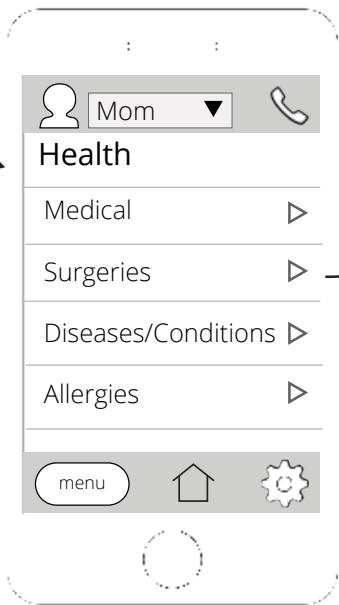 Mom
Health
Medical
Surgeries
Diseases/Conditions
Allergies
menu